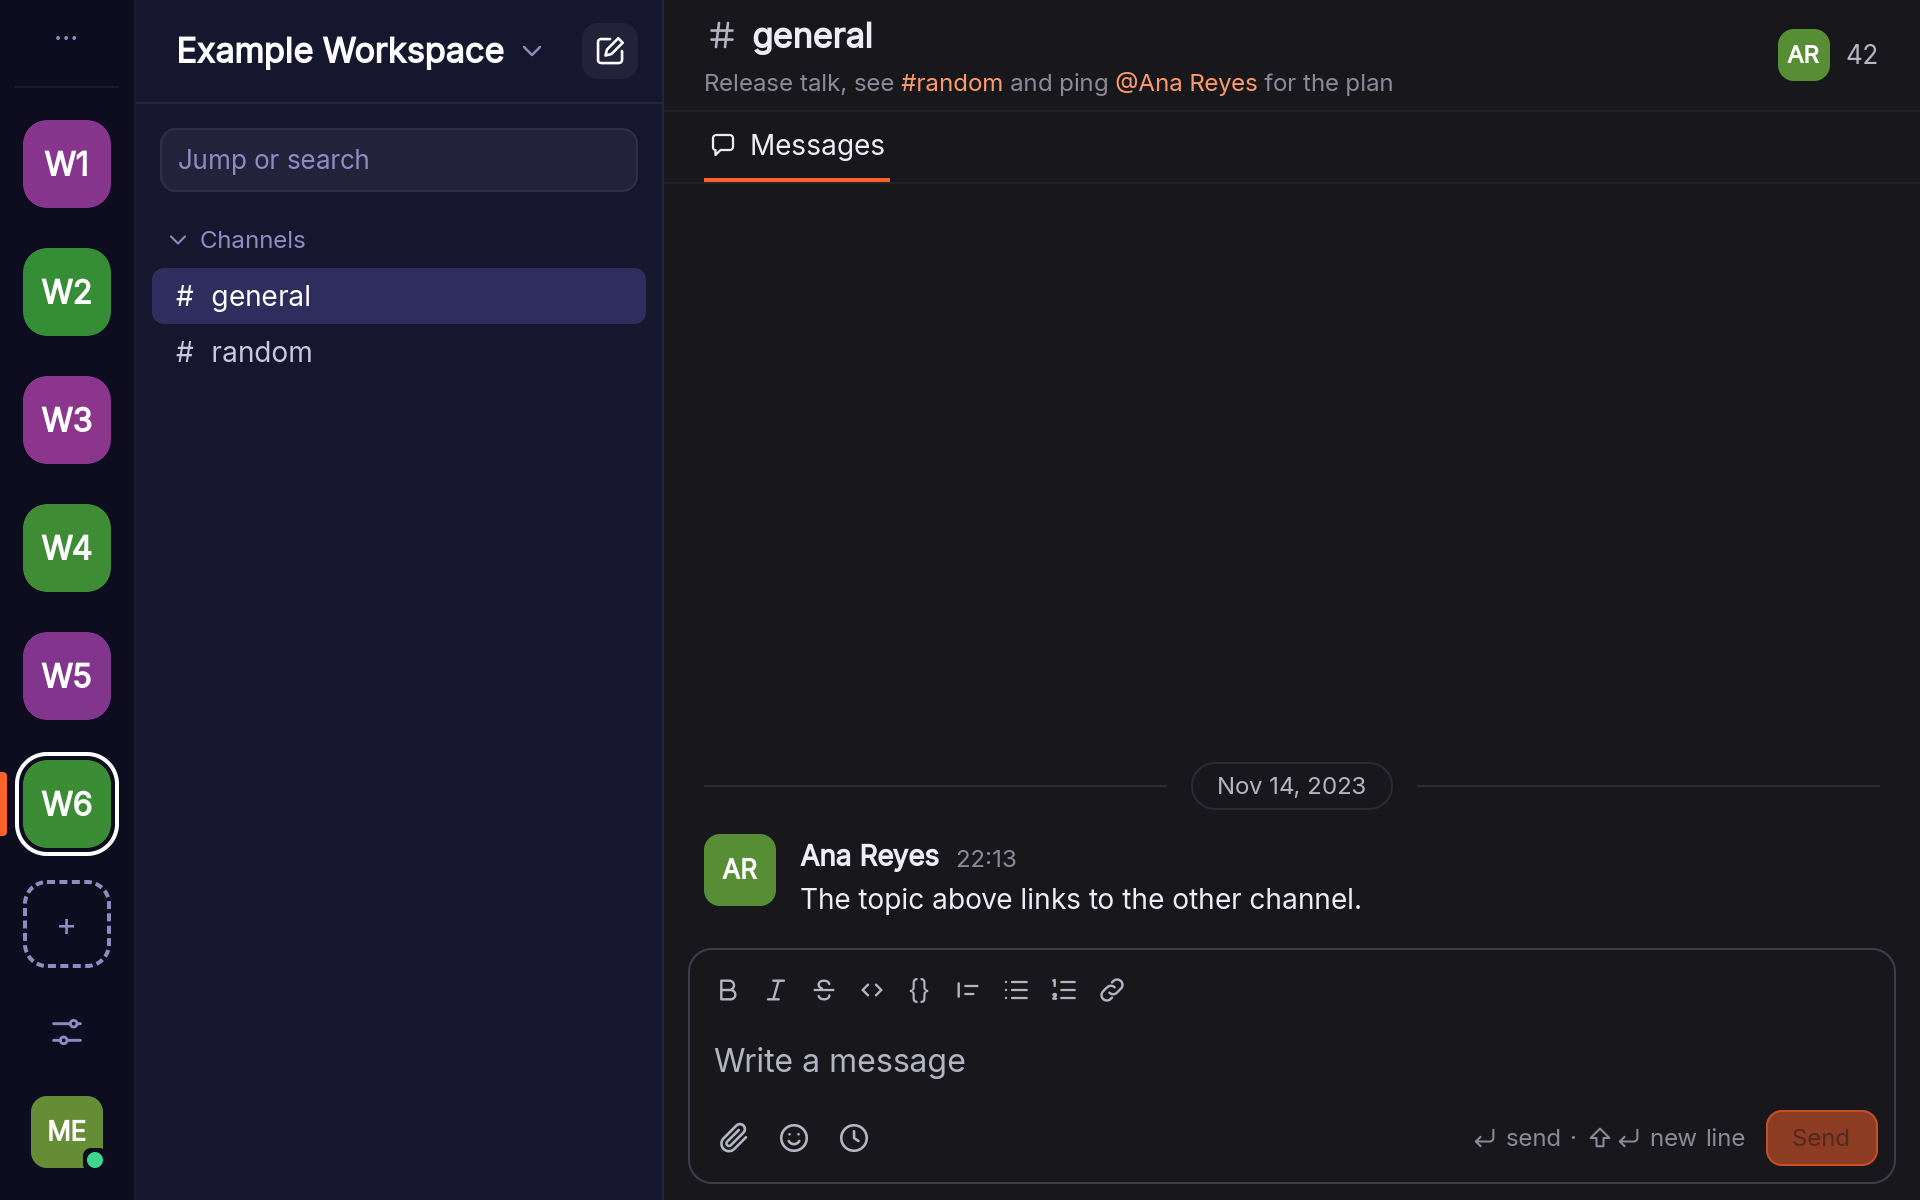 ...
W1
W2
W3
W4
W5
W6
+
ME
Example Workspace
Jump or search
Channels
# general
# random
# general
Release talk, see #random and ping @Ana Reyes for the plan
AR 42
Messages
Nov 14, 2023
AR
Ana Reyes 22:13
The topic above links to the other channel.
Write a message
send · new line
Send